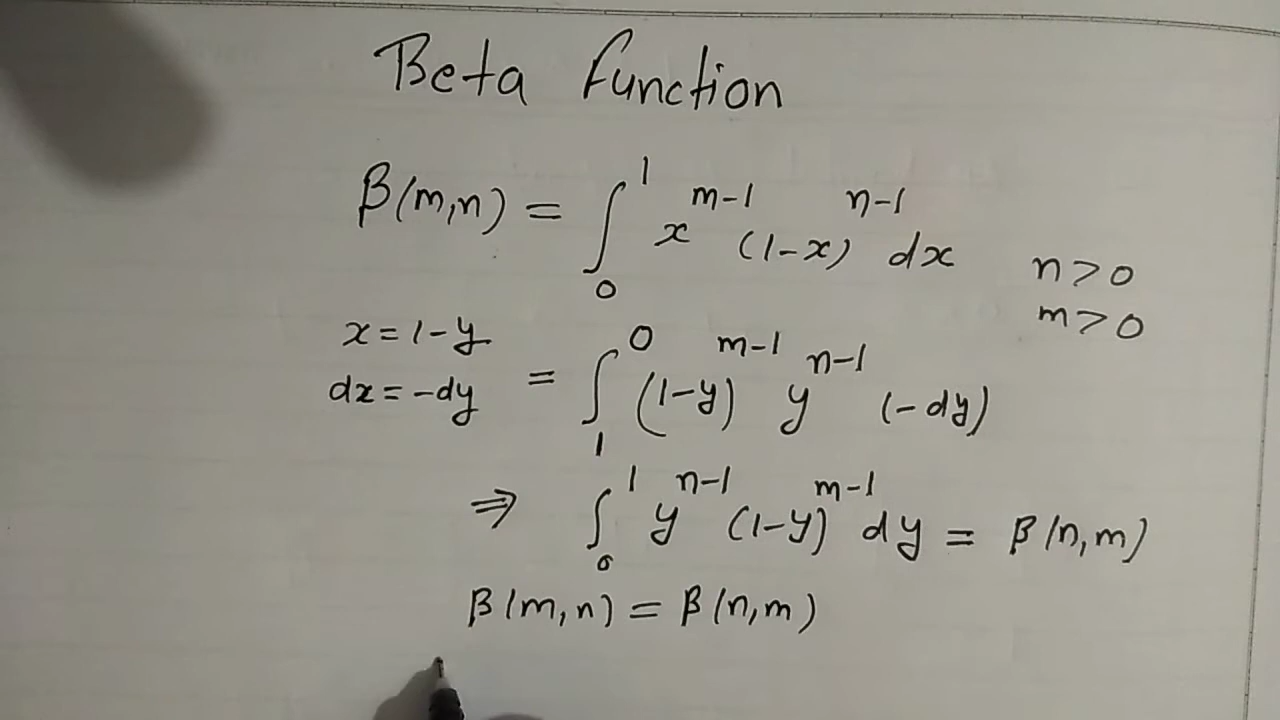 Beta function
β(m,n) = ∫₀¹ x^{m-1} (1-x)^{n-1} dx n>0
m>0
x = 1-y
dx = -dy = ∫₁⁰ (1-y)^{m-1} y^{n-1} (-dy)
⇒ ∫₀¹ y^{n-1} (1-y)^{m-1} dy = β(n,m)
β(m,n) = β(n,m)